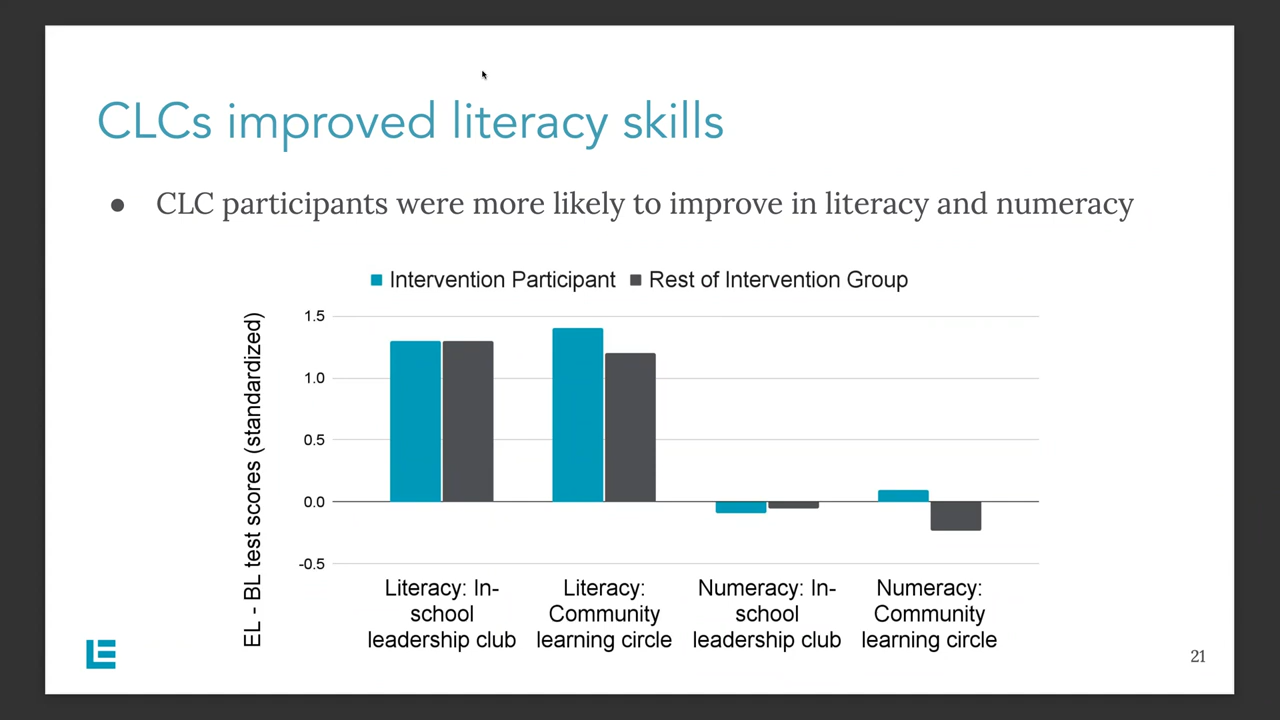 CLCs improved literacy skills
● CLC participants were more likely to improve in literacy and numeracy
Intervention Participant Rest of Intervention Group
EL - BL test scores (standardized)
1.5
1.0
0.5
0.0
-0.5
Literacy: In-
school
leadership club
Literacy:
Community
learning circle
Numeracy: In-
school
leadership club
Numeracy:
Community
learning circle
LE
21